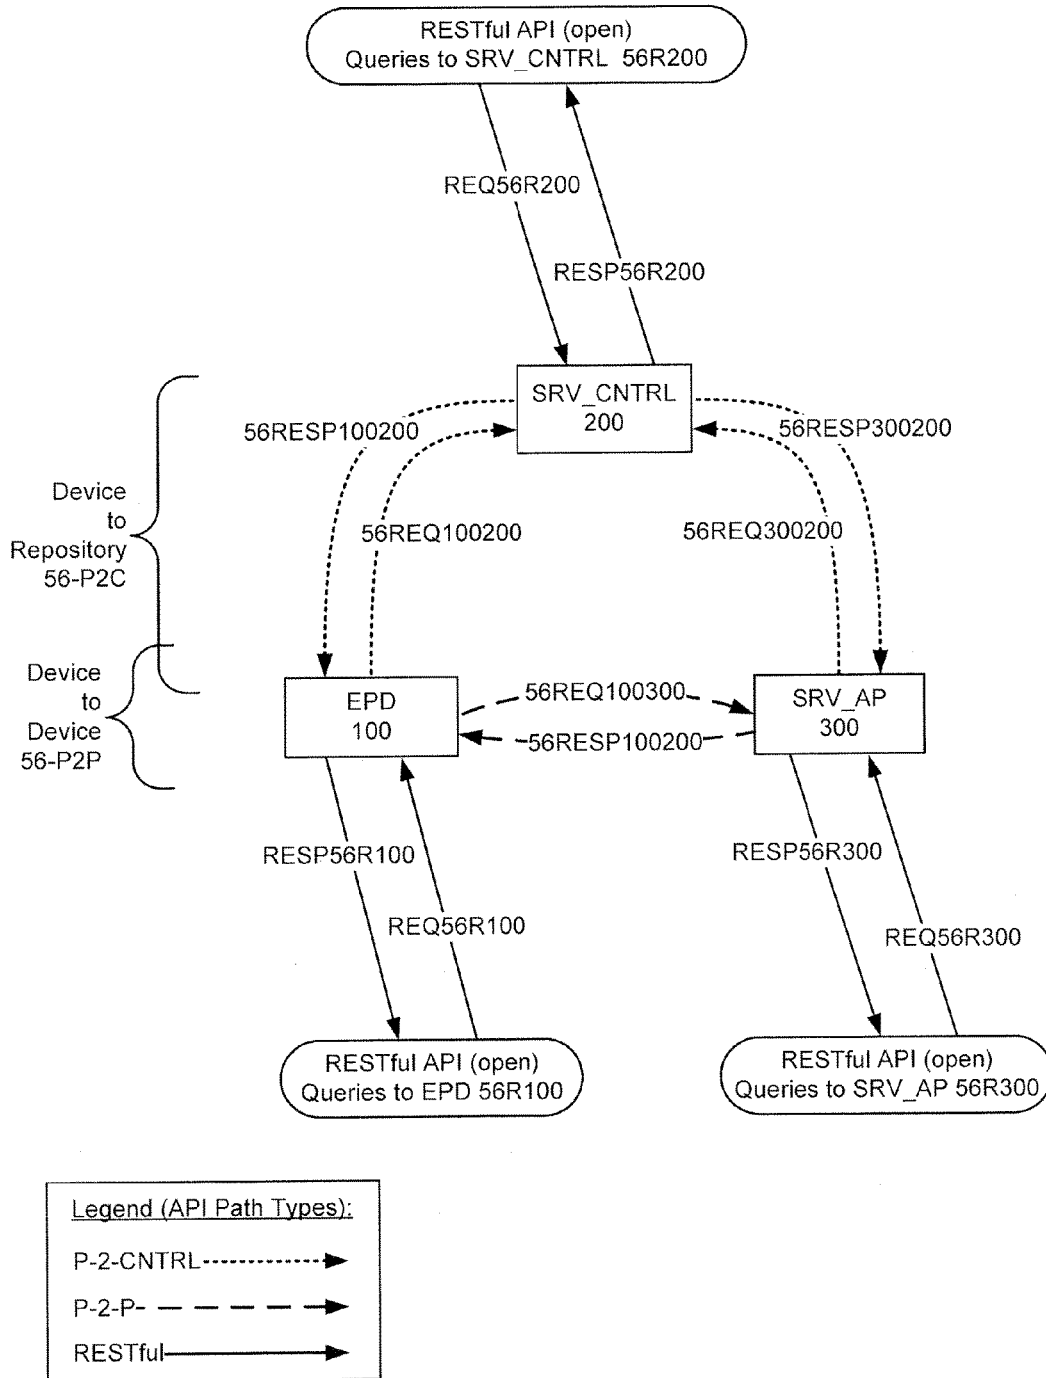 RESTful API (open)
Queries to SRV_CNTRL 56R200
REQ56R200
RESP56R200
SRV_CNTRL
200
56RESP100200
56RESP300200
Device
to
Repository
56-P2C
56REQ100200
56REQ300200
Device
to
Device
56-P2P
EPD
100
56REQ100300
56RESP100200
SRV_AP
300
RESP56R100
REQ56R100
RESP56R300
REQ56R300
RESTful API (open)
Queries to EPD 56R100
RESTful API (open)
Queries to SRV_AP 56R300
Legend (API Path Types):
P-2-CNTRL
P-2-P
RESTful